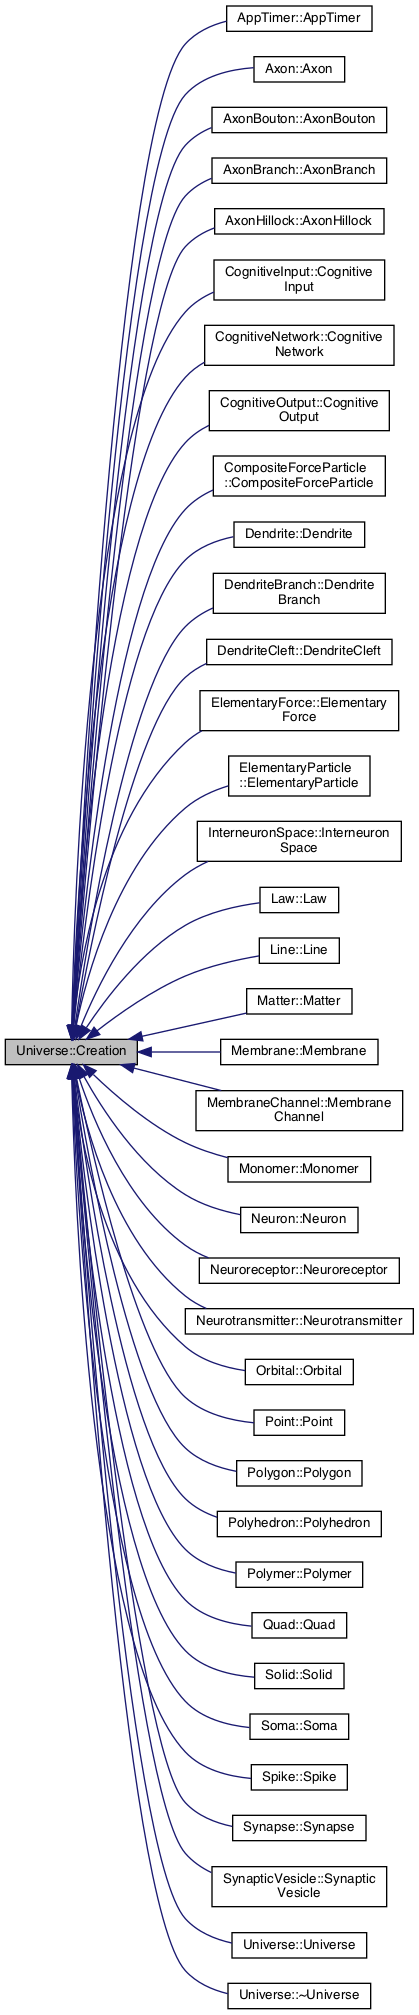 AppTimer::AppTimer
Axon::Axon
AxonBouton::AxonBouton
AxonBranch::AxonBranch
AxonHillock::AxonHillock
CognitiveInput::Cognitive
Input
CognitiveNetwork::Cognitive
Network
CognitiveOutput::Cognitive
Output
CompositeForceParticle
::CompositeForceParticle
Dendrite::Dendrite
DendriteBranch::Dendrite
Branch
DendriteCleft::DendriteCleft
ElementaryForce::Elementary
Force
ElementaryParticle
::ElementaryParticle
InterneuronSpace::Interneuron
Space
Law::Law
Line::Line
Matter::Matter
Universe::Creation
Membrane::Membrane
MembraneChannel::Membrane
Channel
Monomer::Monomer
Neuron::Neuron
Neuroreceptor::Neuroreceptor
Neurotransmitter::Neurotransmitter
Orbital::Orbital
Point::Point
Polygon::Polygon
Polyhedron::Polyhedron
Polymer::Polymer
Quad::Quad
Solid::Solid
Soma::Soma
Spike::Spike
Synapse::Synapse
SynapticVesicle::Synaptic
Vesicle
Universe::Universe
Universe::~Universe